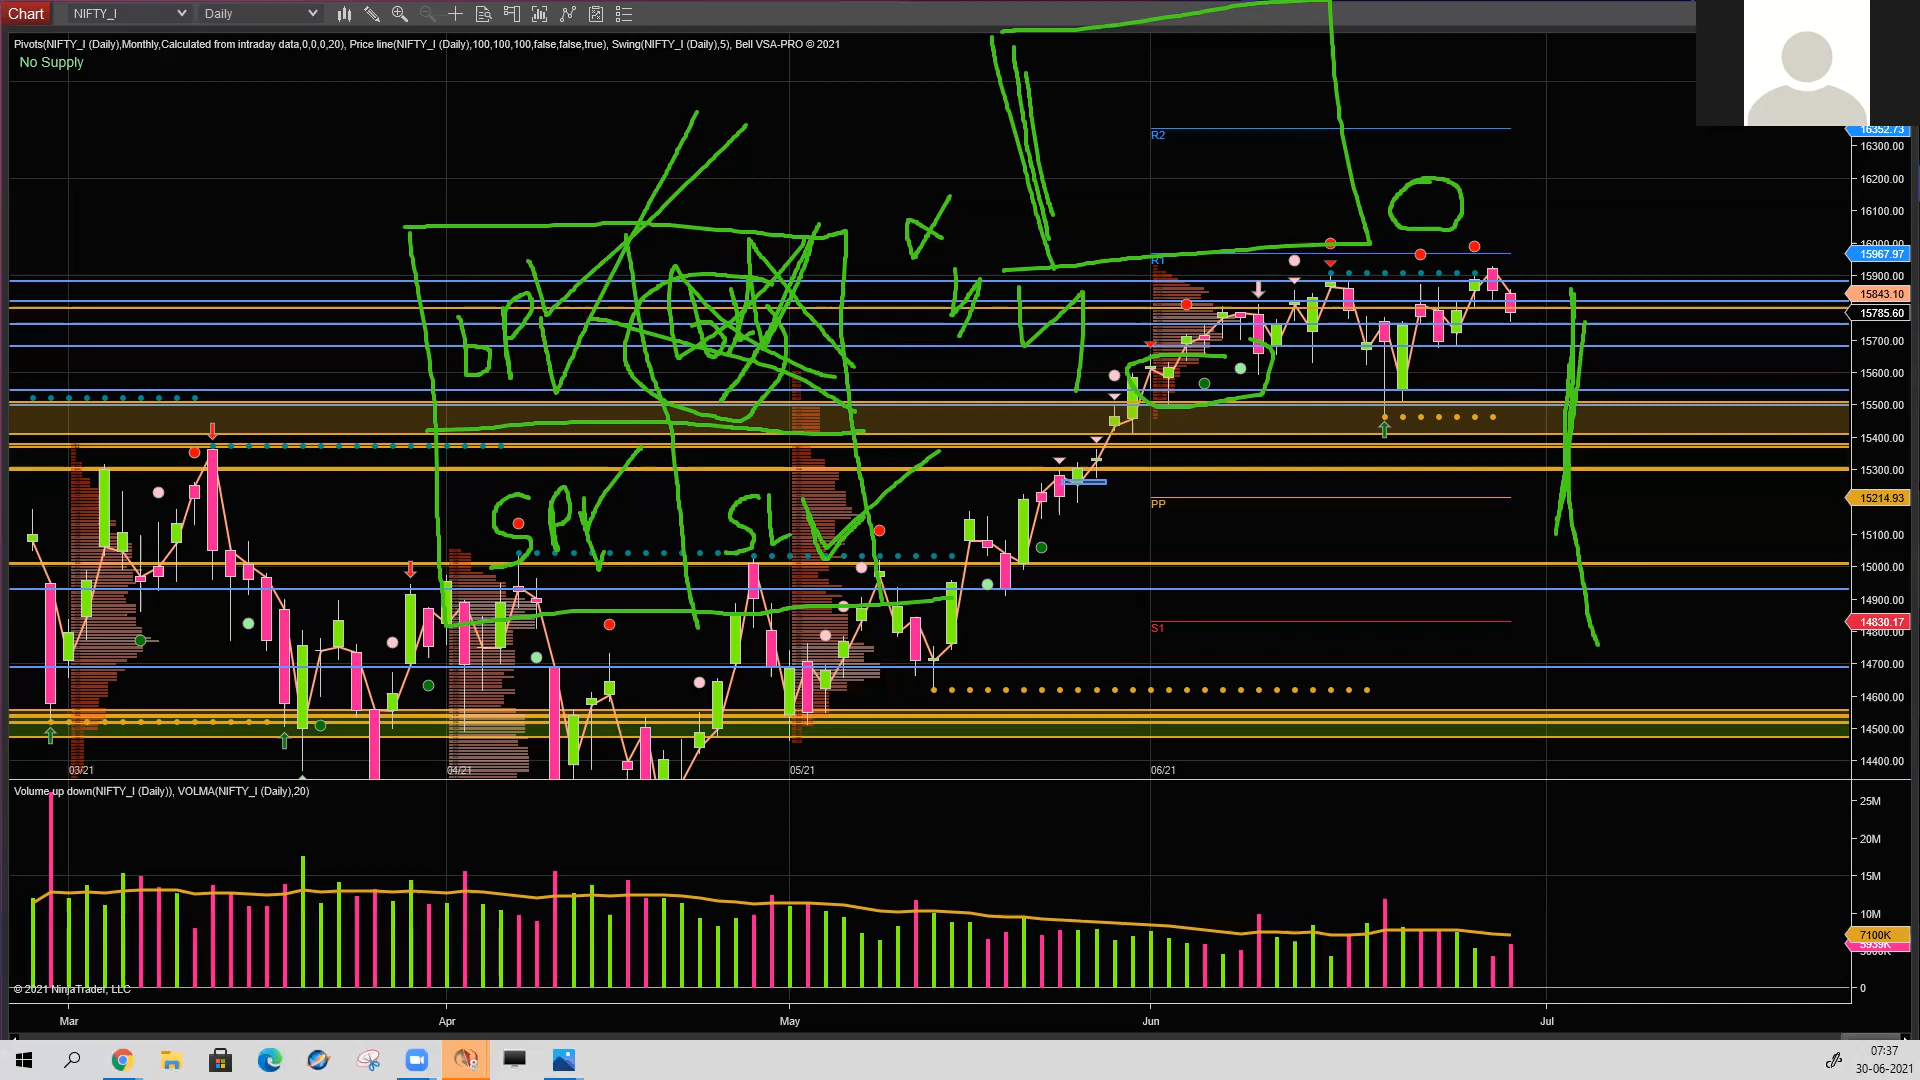 Chart NIFTY_I Daily
Pivots(NIFTY_I (Daily),Monthly,Calculated from intraday data,0,0,0,20), Price line(NIFTY_I (Daily),100,100,100,false,false,true), Swing(NIFTY_I (Daily),5), Bell VSA-PRO © 2021
No Supply
16352.73
R2
16300.00
16200.00
16100.00
16000.00
15967.97
R1
15900.00
15843.10
15785.60
15700.00
15600.00
15500.00
15400.00
15300.00
15214.93
PP
15100.00
15000.00
14900.00
14830.17
S1
14800.00
14700.00
14600.00
14500.00
14400.00
03/21 04/21 05/21 06/21
Volume up down(NIFTY_I (Daily)), VOLMA(NIFTY_I (Daily),20)
25M
20M
15M
10M
7100K
5939K
0
© 2021 NinjaTrader, LLC
Mar Apr May Jun Jul
07:37
30-06-2021